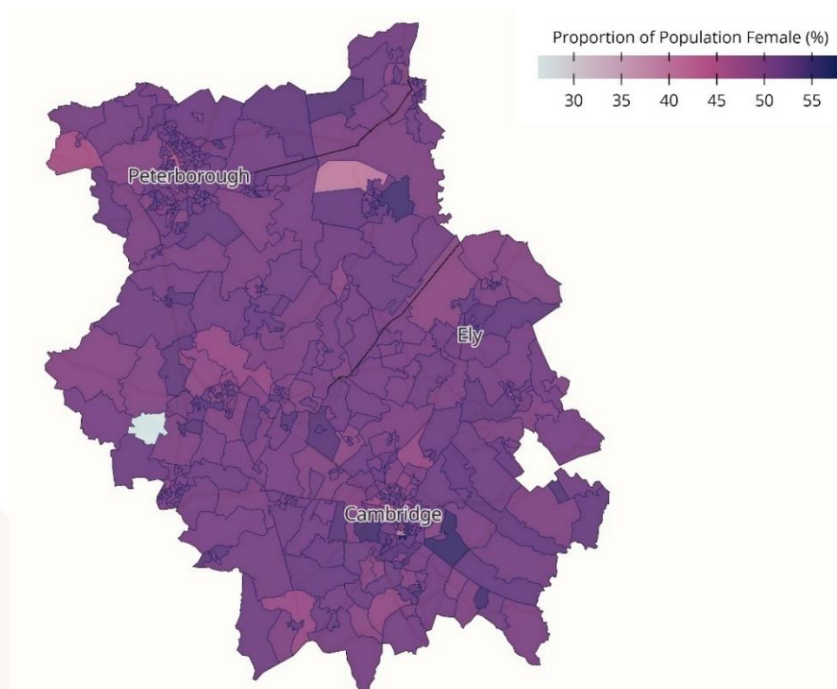 Proportion of Population Female (%)
30 35 40 45 50 55
Peterborough
Ely
Cambridge